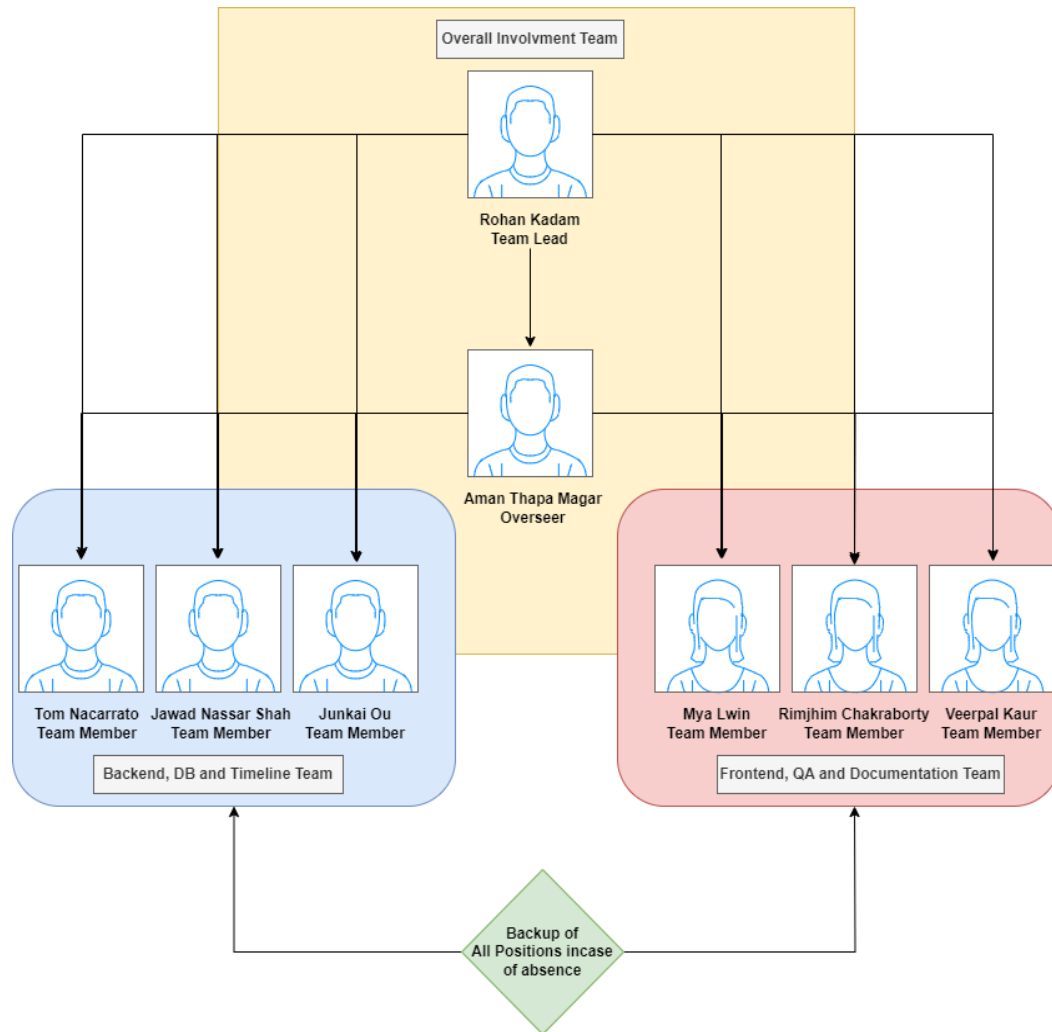 Overall Involvment Team
Rohan Kadam
Team Lead
Aman Thapa Magar
Overseer
Tom Nacarrato
Team Member
Jawad Nassar Shah
Team Member
Junkai Ou
Team Member
Backend, DB and Timeline Team
Mya Lwin
Team Member
Rimjhim Chakraborty
Team Member
Veerpal Kaur
Team Member
Frontend, QA and Documentation Team
Backup of
All Positions incase
of absence